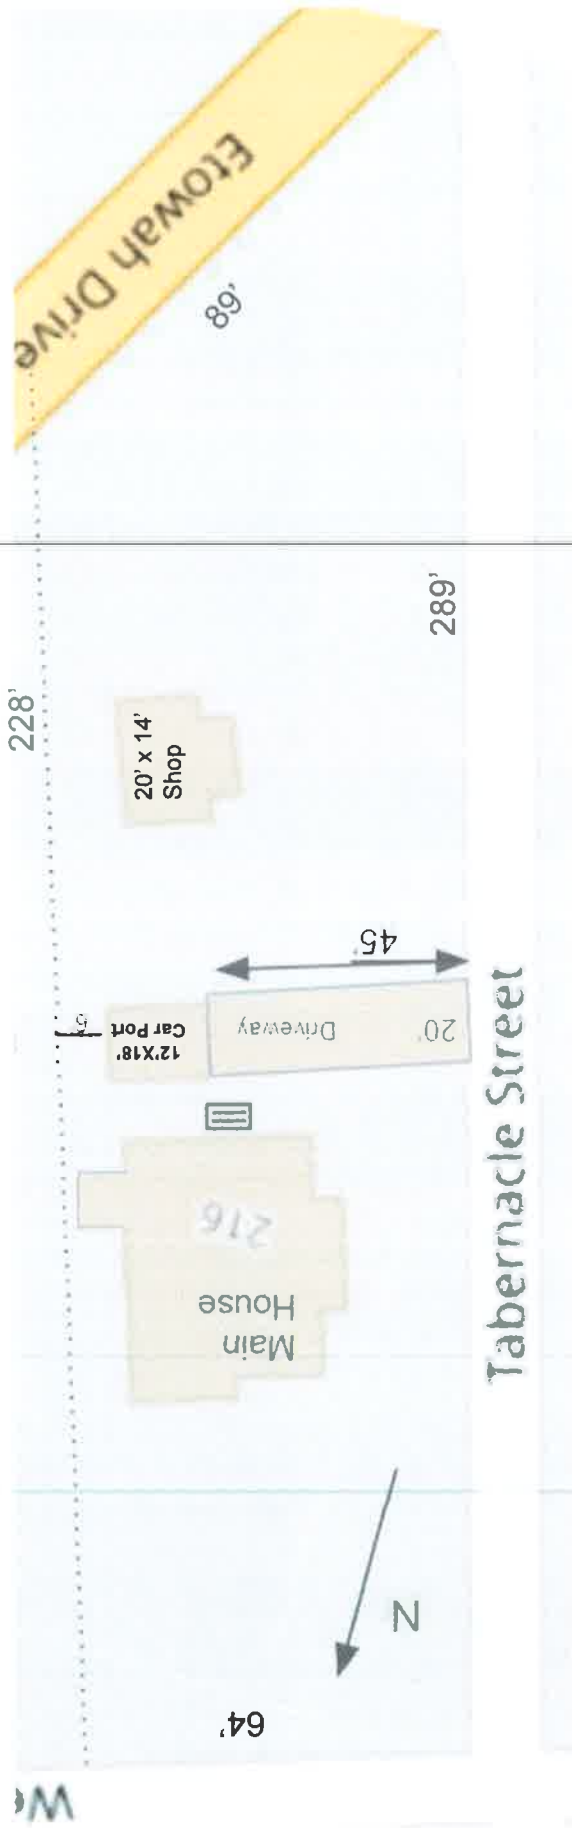 Etowah Drive
89'
228'
289'
20' x 14'
Shop
45'
12'X18'
Car Port
Driveway
20'
216
Main
House
Tabernacle Street
N
64'